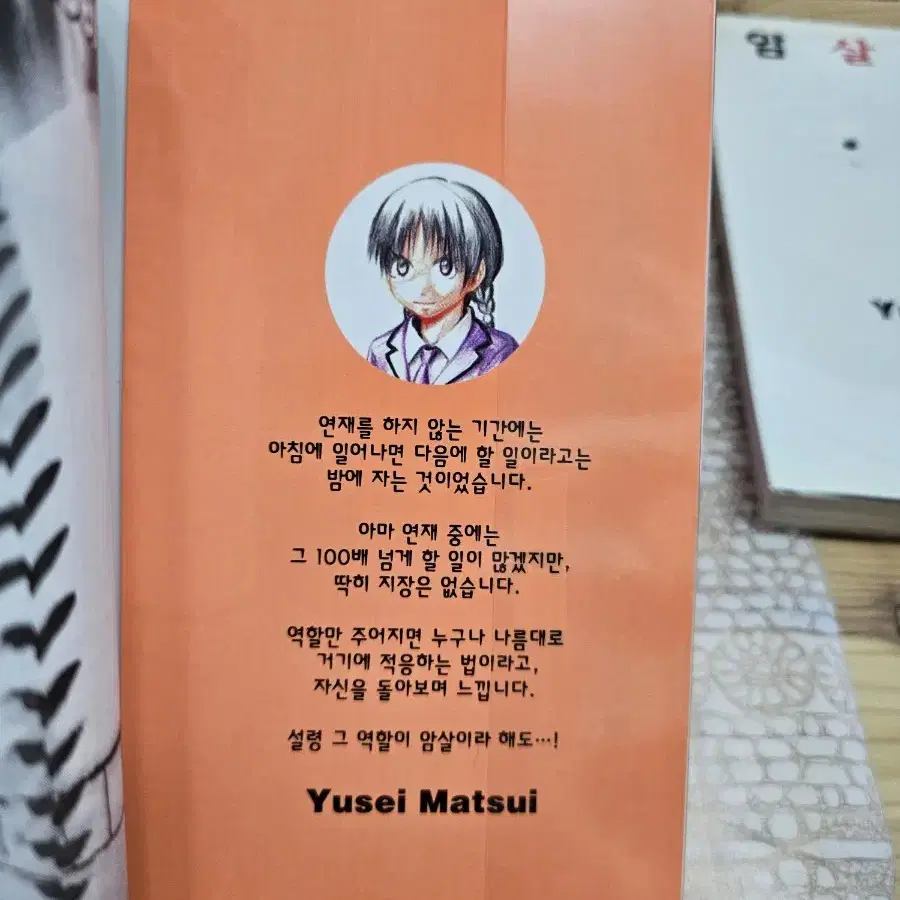 연재를 하지 않는 기간에는
아침에 일어나면 다음에 할 일이라고는
밤에 자는 것이었습니다.
아마 연재 중에는
그 100배 넘게 할 일이 많겠지만,
딱히 지장은 없습니다.
역할만 주어지면 누구나 나름대로
거기에 적응하는 법이라고,
자신을 돌아보며 느낍니다.
설령 그 역할이 암살이라 해도…!
Yusei Matsui
암 살